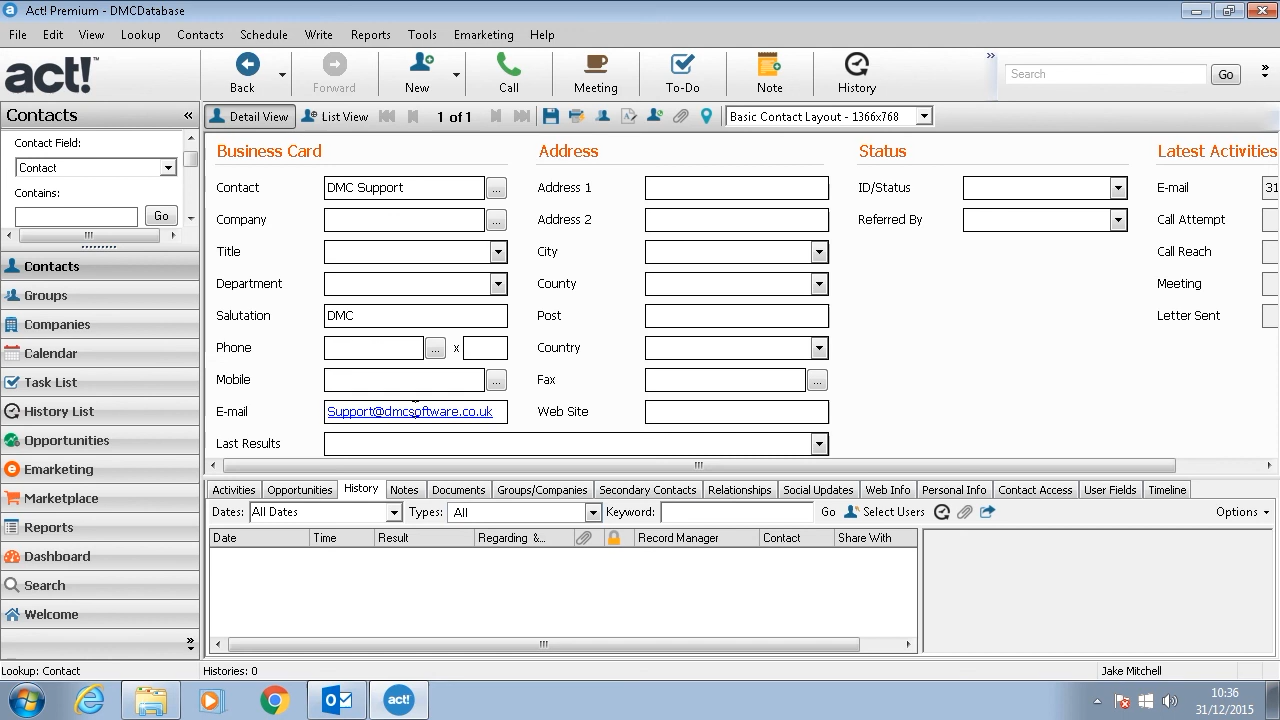 Act! Premium - DMCDatabase
File Edit View Lookup Contacts Schedule Write Reports Tools Emarketing Help
act! Back Forward New Call Meeting To-Do Note History Search Go
Contacts « Detail View List View 1 of 1 Basic Contact Layout - 1366x768
Contact Field:
Contact
Contains:
Go
Contacts
Groups
Companies
Calendar
Task List
History List
Opportunities
Emarketing
Marketplace
Reports
Dashboard
Search
Welcome
Business Card
Contact DMC Support ...
Company ...
Title
Department
Salutation DMC
Phone ... x
Mobile ...
E-mail Support@dmcsoftware.co.uk
Last Results
Address
Address 1
Address 2
City
County
Post
Country
Fax ...
Web Site
Status
ID/Status
Referred By
Latest Activities
E-mail 31
Call Attempt
Call Reach
Meeting
Letter Sent
Activities Opportunities History Notes Documents Groups/Companies Secondary Contacts Relationships Social Updates Web Info Personal Info Contact Access User Fields Timeline
Dates: All Dates Types: All Keyword: Go Select Users Options
Date Time Result Regarding &... Record Manager Contact Share With
Lookup: Contact Histories: 0 Jake Mitchell
act! 10:36
31/12/2015